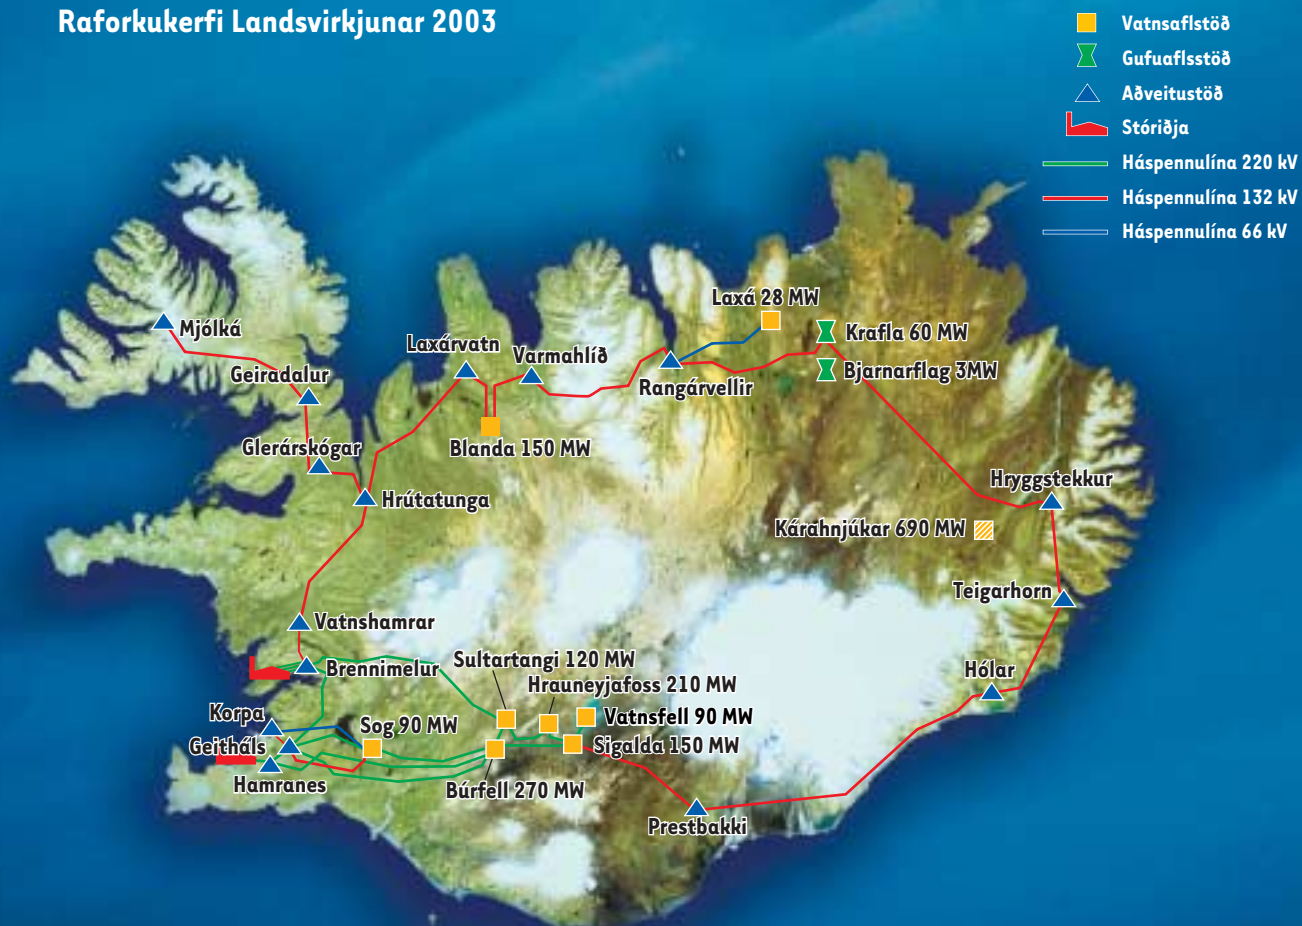 Raforkukerfi Landsvirkjunar 2003
Vatnsaflstöð
Gufuaflsstöð
Aðveitustöð
Stóriðja
Háspennulína 220 kV
Háspennulína 132 kV
Háspennulína 66 kV
Laxá 28 MW
Mjólká
Krafla 60 MW
Laxárvatn
Varmahlíð
Bjarnarflag 3MW
Geiradalur
Rangárvellir
Glerárskógar
Blanda 150 MW
Hryggstekkur
Hrútatunga
Kárahnjúkar 690 MW
Teigarhorn
Vatnshamrar
Brennimelur
Sultartangi 120 MW
Hólar
Hrauneyjafoss 210 MW
Korpa
Vatnsfell 90 MW
Sog 90 MW
Geitháls
Sigalda 150 MW
Hamranes
Búrfell 270 MW
Prestbakki